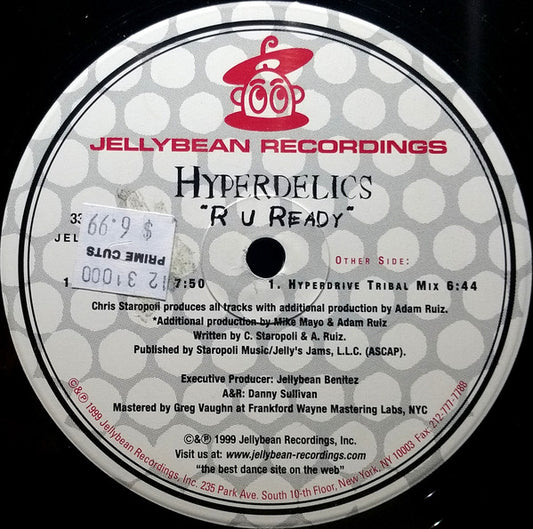 JELLYBEAN RECORDINGS
HYPERDELICS
"R U READY"
33
JEL
$ 6.99
PRIME CUTS
12 31000
OTHER SIDE:
1
7:50
1. HYPERDRIVE TRIBAL MIX 6:44
Chris Staropoli produces all tracks with additional production by Adam Ruiz.
*Additional production by Mike Mayo & Adam Ruiz
Written by C. Staropoli & A. Ruiz.
Published by Staropoli Music/Jelly's Jams, L.L.C. (ASCAP).
Executive Producer: Jellybean Benitez
A&R: Danny Sullivan
Mastered by Greg Vaughn at Frankford Wayne Mastering Labs, NYC
©&℗ 1999 Jellybean Recordings, Inc.
Visit us at: www.jellybean-recordings.com
"the best dance site on the web"
©&℗ 1999 Jellybean Recordings, Inc. 235 Park Ave. South 10-th Floor, New York, NY 10003 Fax 212-777-7788